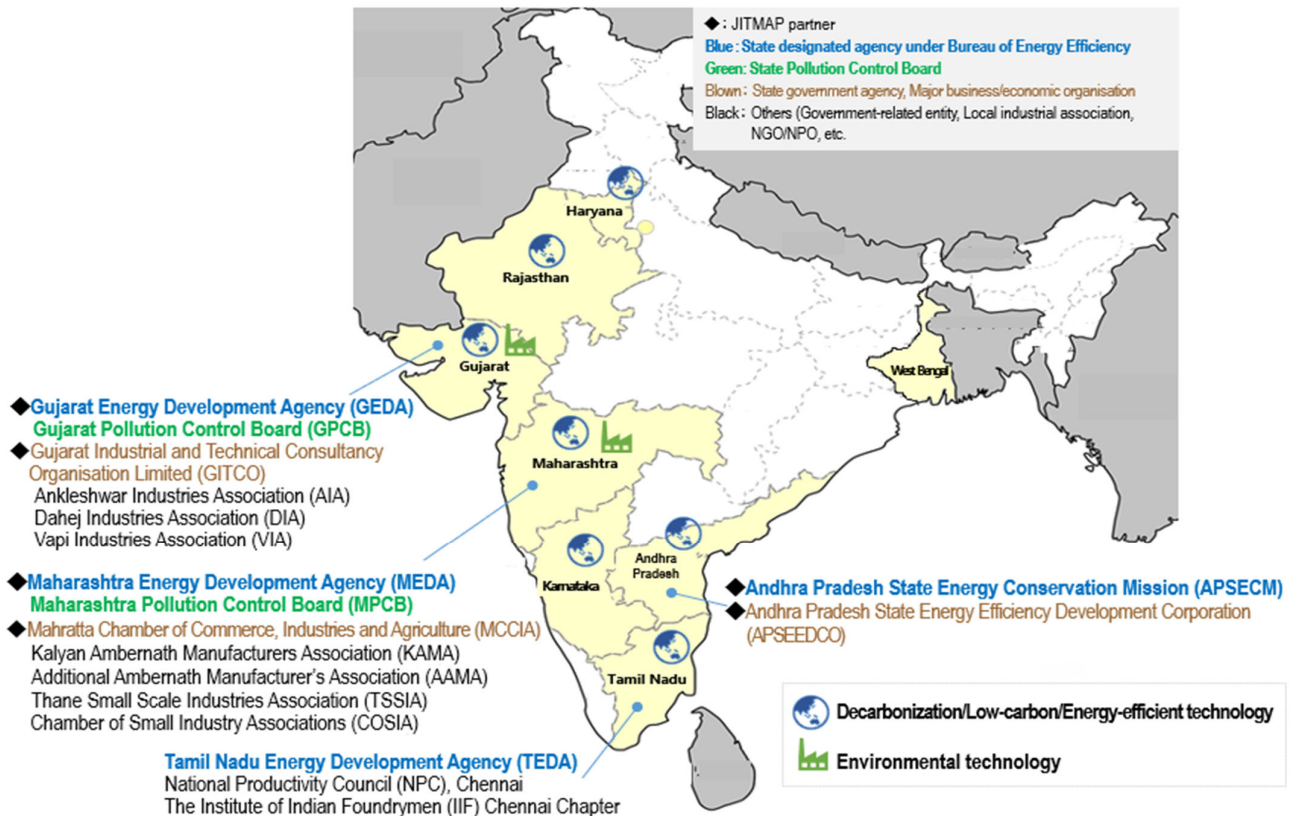 ◆: JITMAP partner
Blue: State designated agency under Bureau of Energy Efficiency
Green: State Pollution Control Board
Blown: State government agency, Major business/economic organisation
Black: Others (Government-related entity, Local industrial association,
NGO/NPO, etc.
Haryana
Rajasthan
Gujarat
West Bengal
Maharashtra
Karnataka
Andhra
Pradesh
Tamil Nadu
◆Gujarat Energy Development Agency (GEDA)
Gujarat Pollution Control Board (GPCB)
◆Gujarat Industrial and Technical Consultancy
Organisation Limited (GITCO)
Ankleshwar Industries Association (AIA)
Dahej Industries Association (DIA)
Vapi Industries Association (VIA)
◆Maharashtra Energy Development Agency (MEDA)
Maharashtra Pollution Control Board (MPCB)
◆Mahratta Chamber of Commerce, Industries and Agriculture (MCCIA)
Kalyan Ambernath Manufacturers Association (KAMA)
Additional Ambernath Manufacturer's Association (AAMA)
Thane Small Scale Industries Association (TSSIA)
Chamber of Small Industry Associations (COSIA)
◆Andhra Pradesh State Energy Conservation Mission (APSECM)
◆Andhra Pradesh State Energy Efficiency Development Corporation
(APSEEDCO)
Tamil Nadu Energy Development Agency (TEDA)
National Productivity Council (NPC), Chennai
The Institute of Indian Foundrymen (IIF) Chennai Chapter
Decarbonization/Low-carbon/Energy-efficient technology
Environmental technology